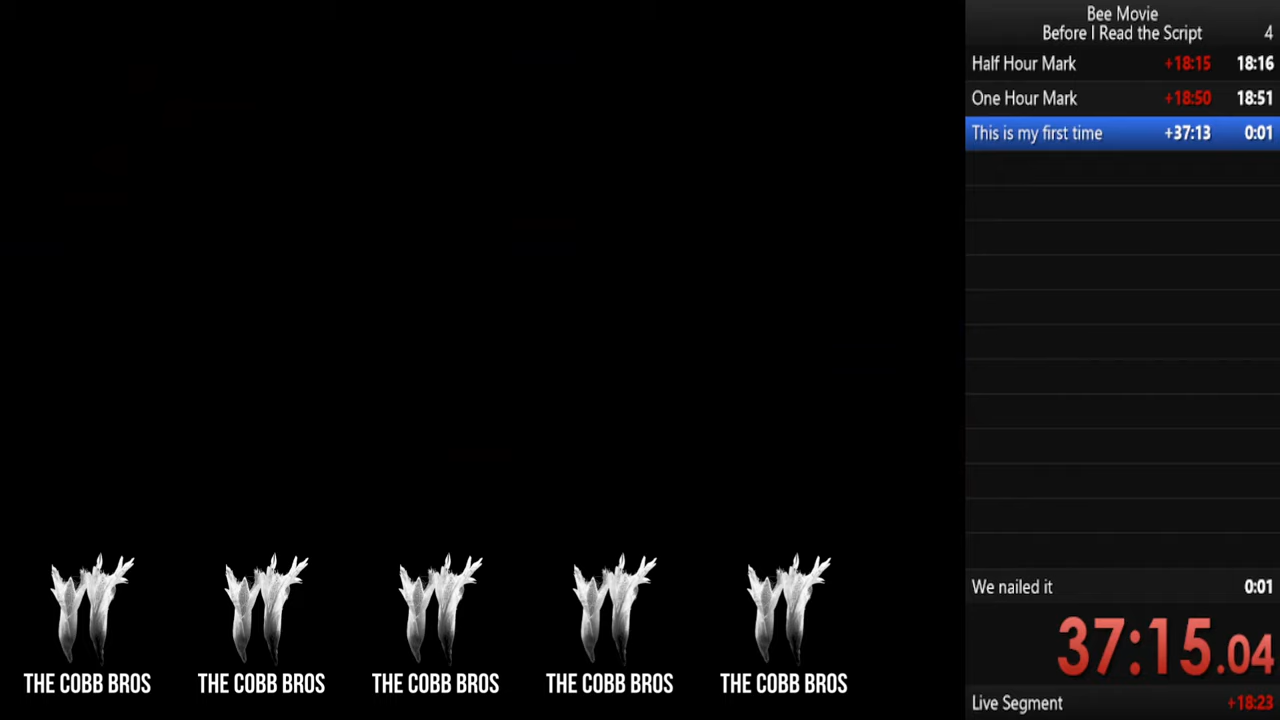 Bee Movie
Before I Read the Script 4
Half Hour Mark +18:15 18:16
One Hour Mark +18:50 18:51
This is my first time +37:13 0:01
We nailed it 0:01
37:15.04
Live Segment +18:23
THE COBB BROS THE COBB BROS THE COBB BROS THE COBB BROS THE COBB BROS